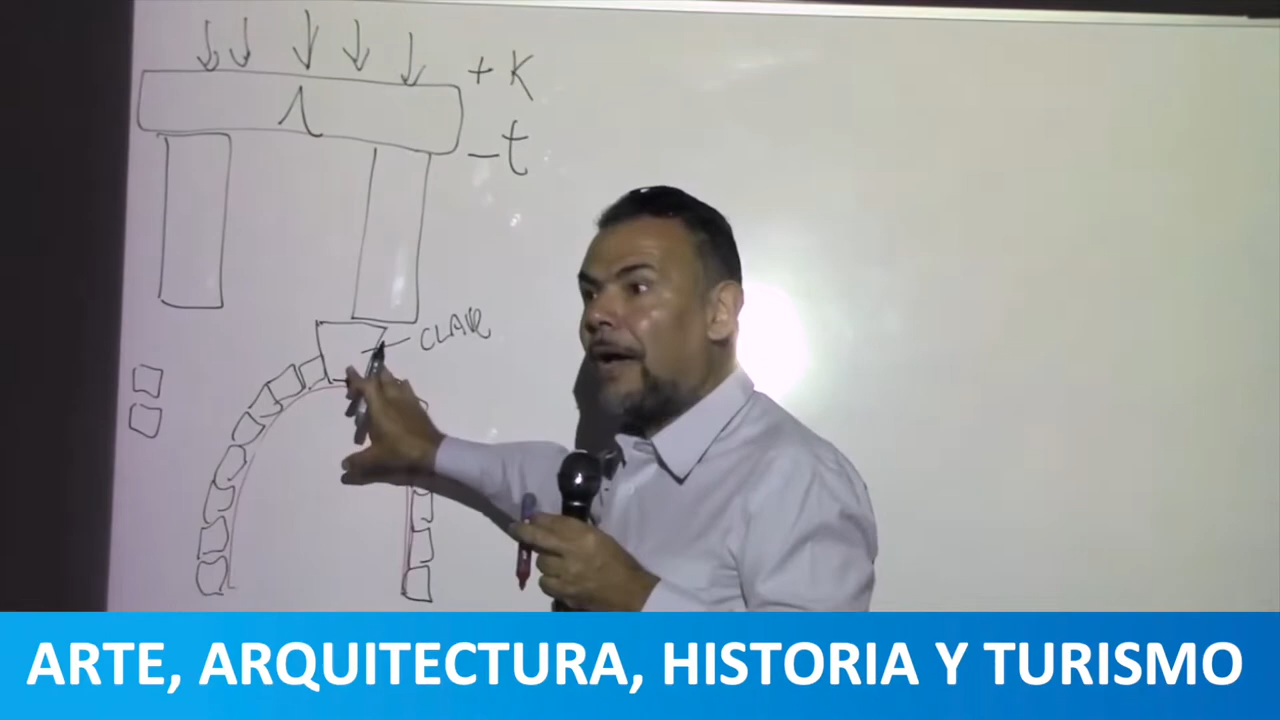 + K
- t
CLAVE
ARTE, ARQUITECTURA, HISTORIA Y TURISMO